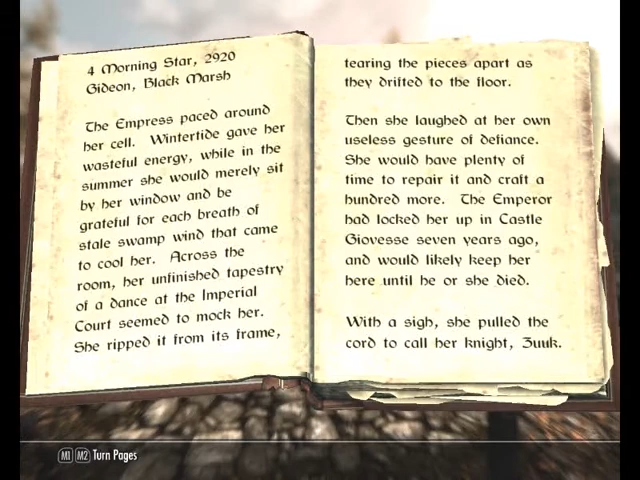 4 Morning Star, 2920
Gideon, Black Marsh
The Empress paced around
her cell. Wintertide gave her
wasteful energy, while in the
summer she would merely sit
by her window and be
grateful for each breath of
stale swamp wind that came
to cool her. Across the
room, her unfinished tapestry
of a dance at the Imperial
Court seemed to mock her.
She ripped it from its frame,
tearing the pieces apart as
they drifted to the floor.
Then she laughed at her own
useless gesture of defiance.
She would have plenty of
time to repair it and craft a
hundred more. The Emperor
had locked her up in Castle
Giovesse seven years ago,
and would likely keep her
here until he or she died.
With a sigh, she pulled the
cord to call her knight, Zuuk.
M1 M2 Turn Pages